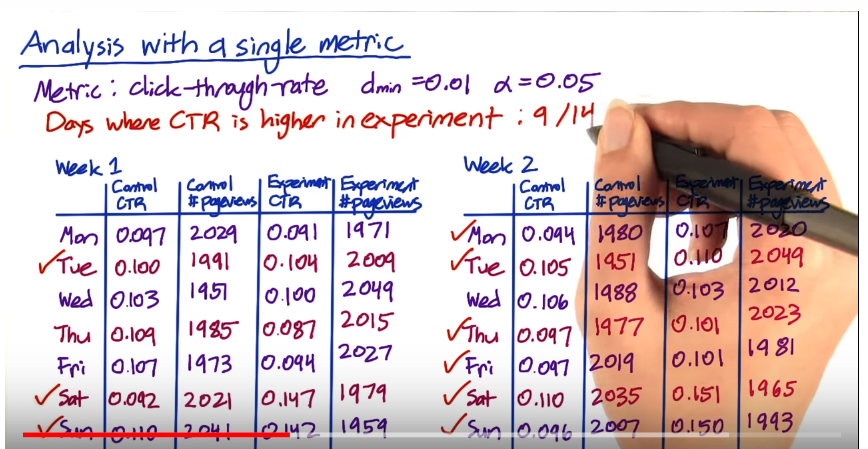 Analysis with a single metric
Metric: click-through-rate dmin = 0.01 α = 0.05
Days where CTR is higher in experiment : 9/14
Week 1
Control CTR Control #pageviews Experiment CTR Experiment #pageviews
Mon 0.097 2029 0.091 1971
✓Tue 0.100 1991 0.104 2009
Wed 0.103 1951 0.100 2049
Thu 0.109 1985 0.087 2015
Fri 0.107 1973 0.094 2027
✓Sat 0.092 2021 0.147 1979
✓Sun 0.110 2041 0.142 1959
Week 2
Control CTR Control #pageviews Experiment CTR Experiment #pageviews
✓Mon 0.094 1980 0.107 2020
✓Tue 0.105 1951 0.110 2049
Wed 0.106 1988 0.103 2012
✓Thu 0.097 1977 0.101 2023
✓Fri 0.097 2019 0.101 1981
✓Sat 0.110 2035 0.151 1965
✓Sun 0.096 2007 0.150 1993